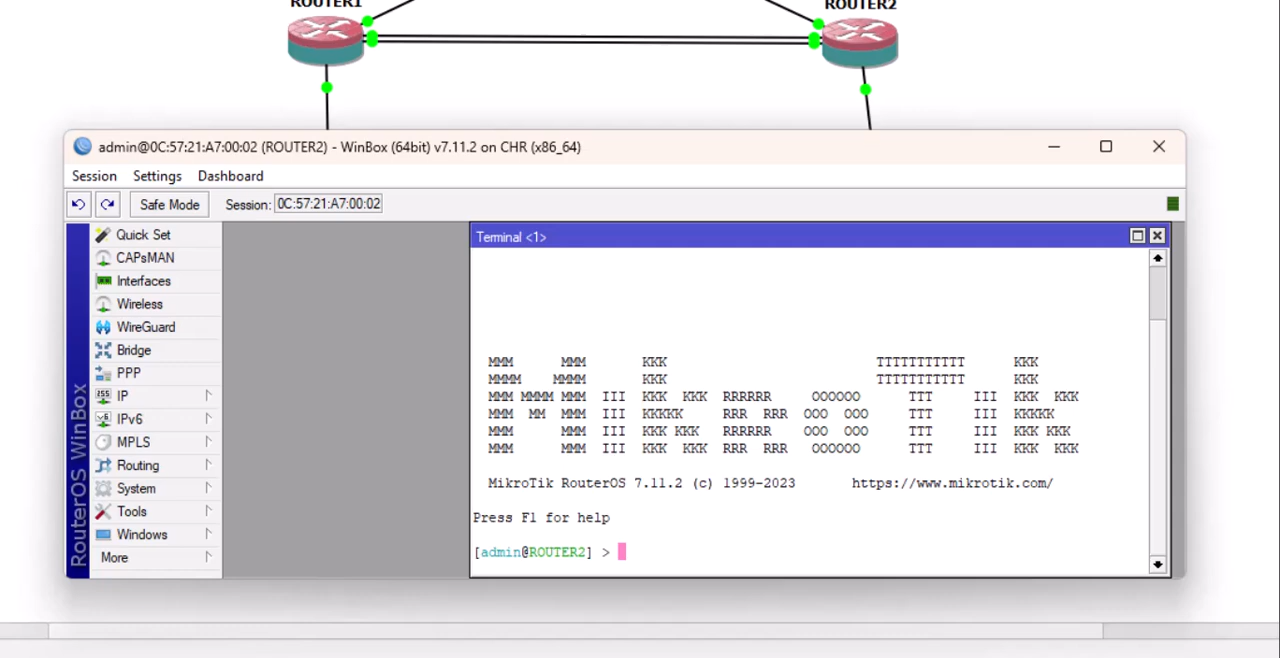 ROUTER1
ROUTER2
admin@0C:57:21:A7:00:02 (ROUTER2) - WinBox (64bit) v7.11.2 on CHR (x86_64)
Session Settings Dashboard
Safe Mode Session: 0C:57:21:A7:00:02
RouterOS WinBox
Quick Set
CAPsMAN
Interfaces
Wireless
WireGuard
Bridge
PPP
IP
IPv6
MPLS
Routing
System
Tools
Windows
More
Terminal <1>
MMM      MMM       KKK                          TTTTTTTTTTT      KKK
MMMM    MMMM       KKK                          TTTTTTTTTTT      KKK
MMM MMMM MMM  III  KKK  KKK  RRRRRR     OOOOOO      TTT     III  KKK  KKK
MMM  MM  MMM  III  KKKKK     RRR  RRR  OOO  OOO     TTT     III  KKKKK
MMM      MMM  III  KKK KKK   RRRRRR    OOO  OOO     TTT     III  KKK KKK
MMM      MMM  III  KKK  KKK  RRR  RRR   OOOOOO      TTT     III  KKK  KKK
MikroTik RouterOS 7.11.2 (c) 1999-2023       https://www.mikrotik.com/
Press F1 for help
[admin@ROUTER2] >